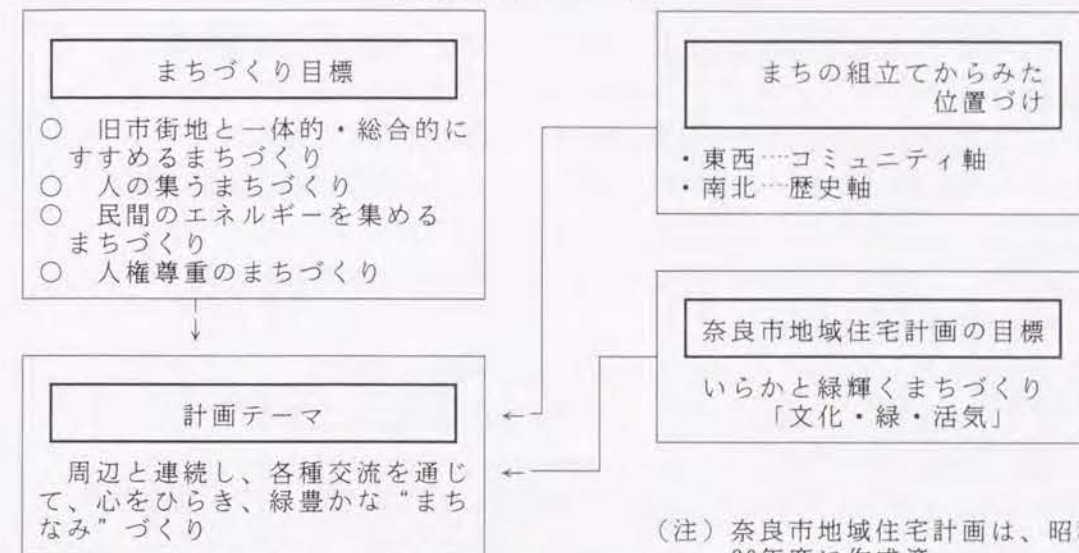 まちづくり目標
○ 旧市街地と一体的・総合的に
すすめるまちづくり
○ 人の集うまちづくり
○ 民間のエネルギーを集める
まちづくり
○ 人権尊重のまちづくり
↓
計画テーマ
周辺と連続し、各種交流を通じ
て、心をひらき、緑豊かな“まち
なみ”づくり
まちの組立てからみた
位置づけ
・東西…コミュニティ軸
・南北…歴史軸
奈良市地域住宅計画の目標
いらかと緑輝くまちづくり
「文化・緑・活気」
(注)奈良市地域住宅計画は、昭